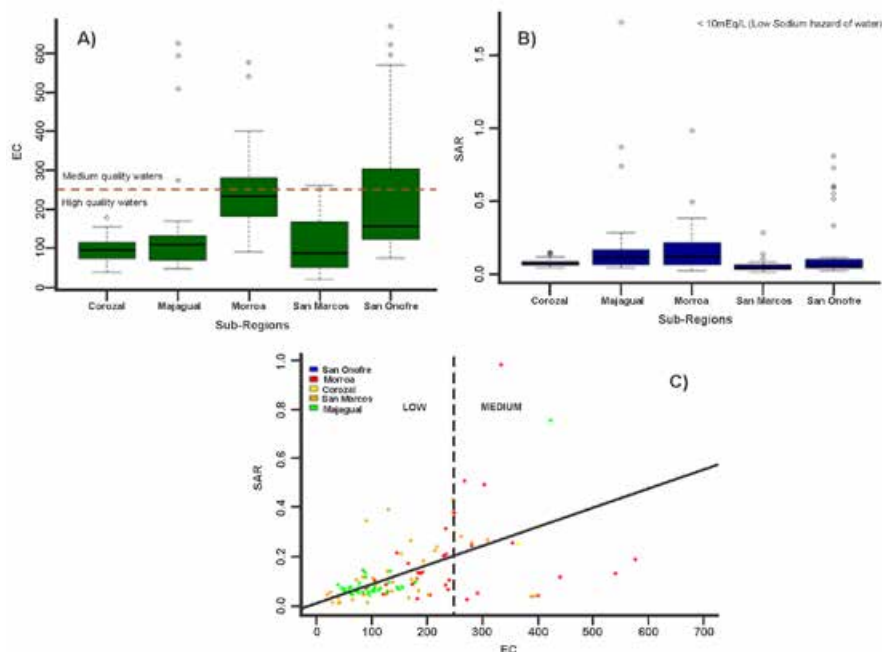 A)
EC
0 100 200 300 400 500 600
Medium quality waters
High quality waters
Corozal Majagual Morroa San Marcos San Onofre
Sub-Regions
B)
< 10mEq/L (Low Sodium hazard of water)
SAR
0.0 0.5 1.0 1.5
Corozal Majagual Morroa San Marcos San Onofre
Sub-Regions
C)
San Onofre
Morroa
Corozal
San Marcos
Majagual
LOW MEDIUM
SAR
0.0 0.2 0.4 0.6 0.8 1.0
0 100 200 300 400 500 600 700
EC